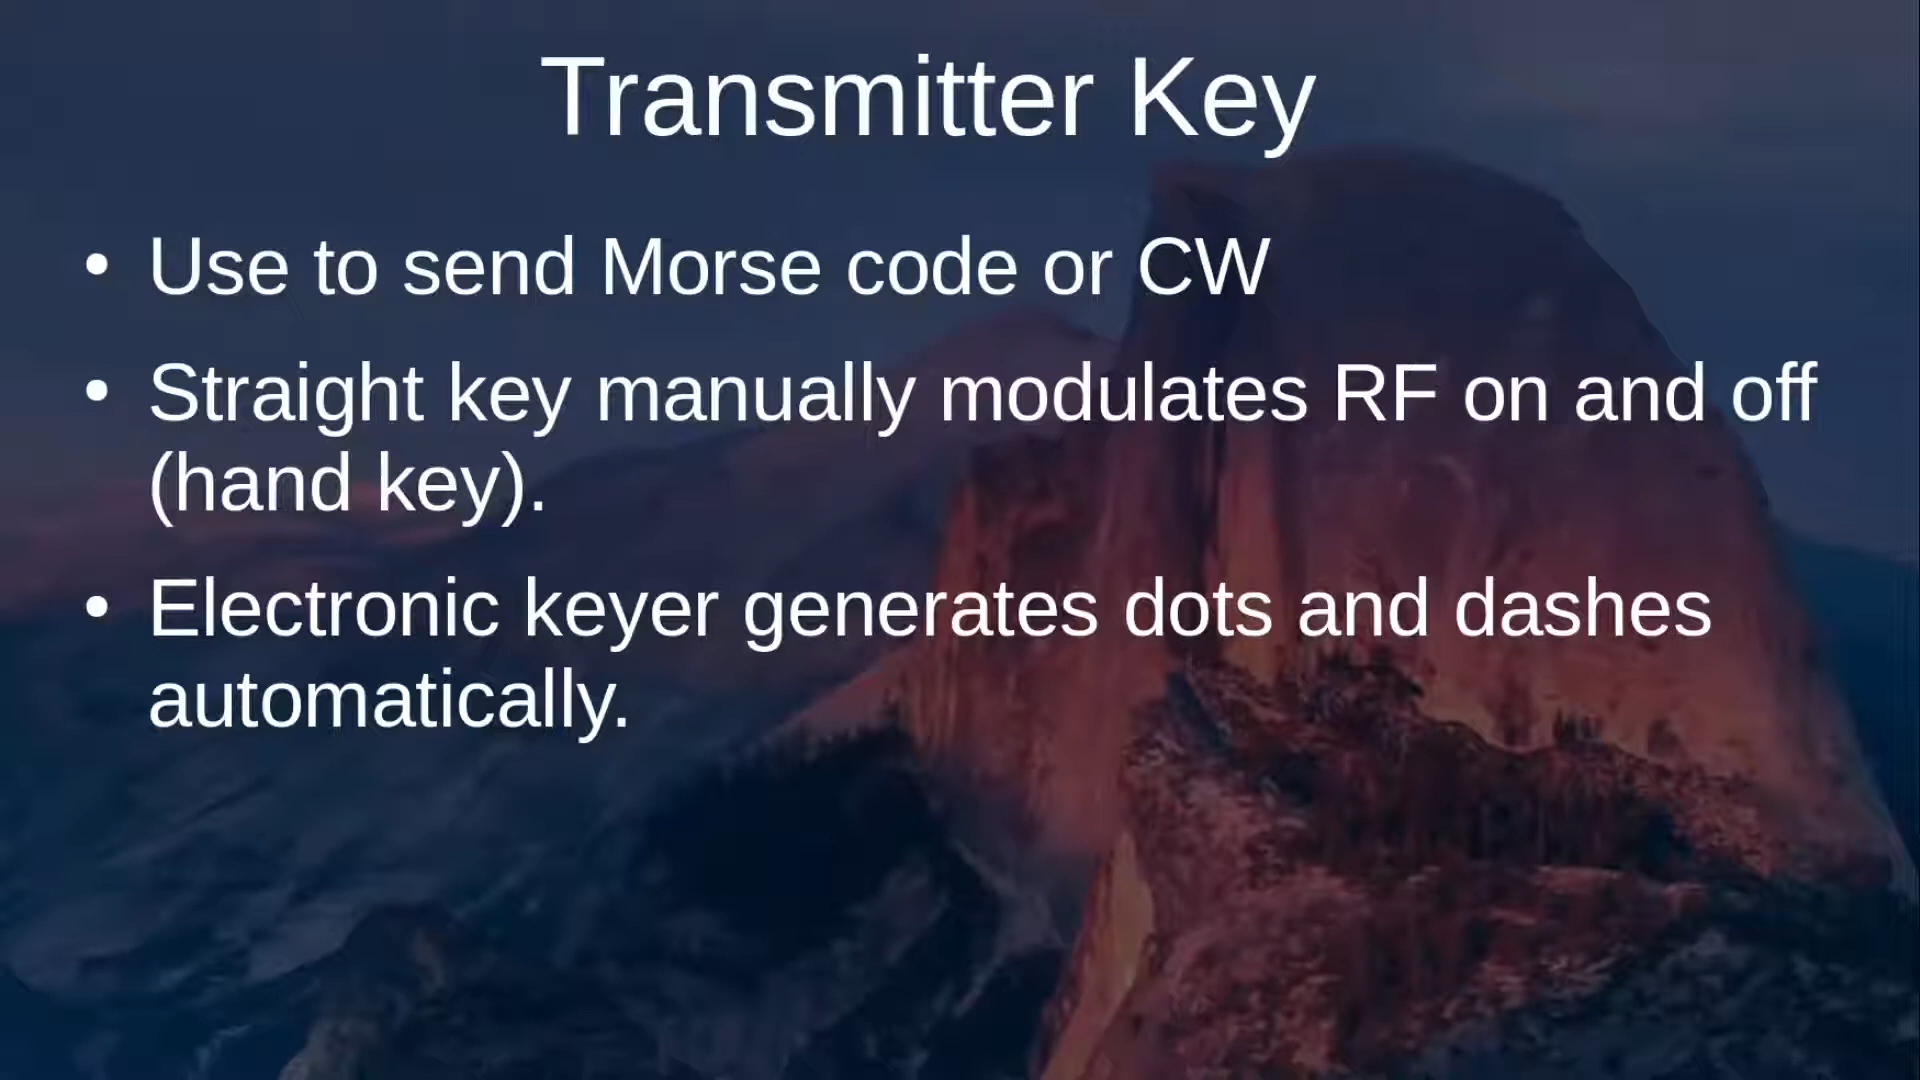 Transmitter Key
• Use to send Morse code or CW
• Straight key manually modulates RF on and off
(hand key).
• Electronic keyer generates dots and dashes
automatically.